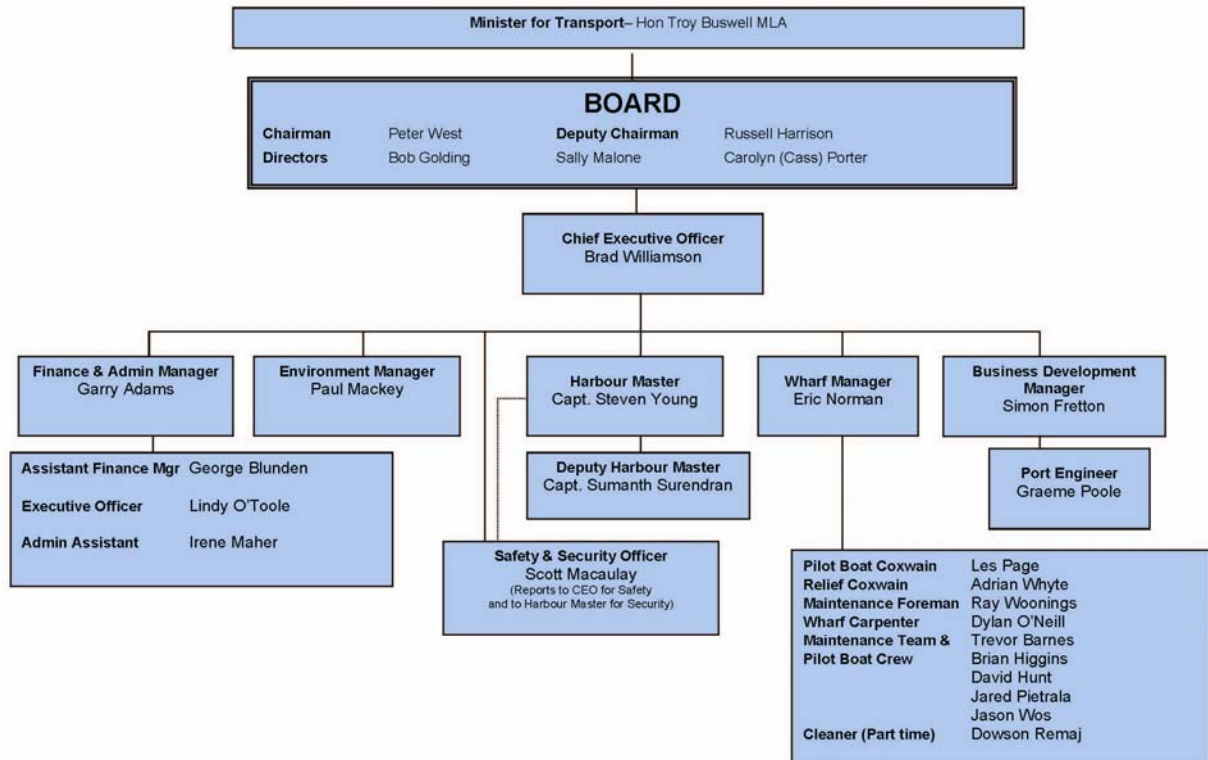 Minister for Transport– Hon Troy Buswell MLA
BOARD
Chairman Peter West Deputy Chairman Russell Harrison
Directors Bob Golding Sally Malone Carolyn (Cass) Porter
Chief Executive Officer
Brad Williamson
Finance & Admin Manager
Garry Adams
Environment Manager
Paul Mackey
Harbour Master
Capt. Steven Young
Wharf Manager
Eric Norman
Business Development
Manager
Simon Fretton
Assistant Finance Mgr George Blunden
Executive Officer Lindy O'Toole
Admin Assistant Irene Maher
Deputy Harbour Master
Capt. Sumanth Surendran
Port Engineer
Graeme Poole
Safety & Security Officer
Scott Macaulay
(Reports to CEO for Safety
and to Harbour Master for Security)
Pilot Boat Coxwain Les Page
Relief Coxwain Adrian Whyte
Maintenance Foreman Ray Woonings
Wharf Carpenter Dylan O'Neill
Maintenance Team & Trevor Barnes
Pilot Boat Crew Brian Higgins
David Hunt
Jared Pietrala
Jason Wos
Cleaner (Part time) Dowson Remaj